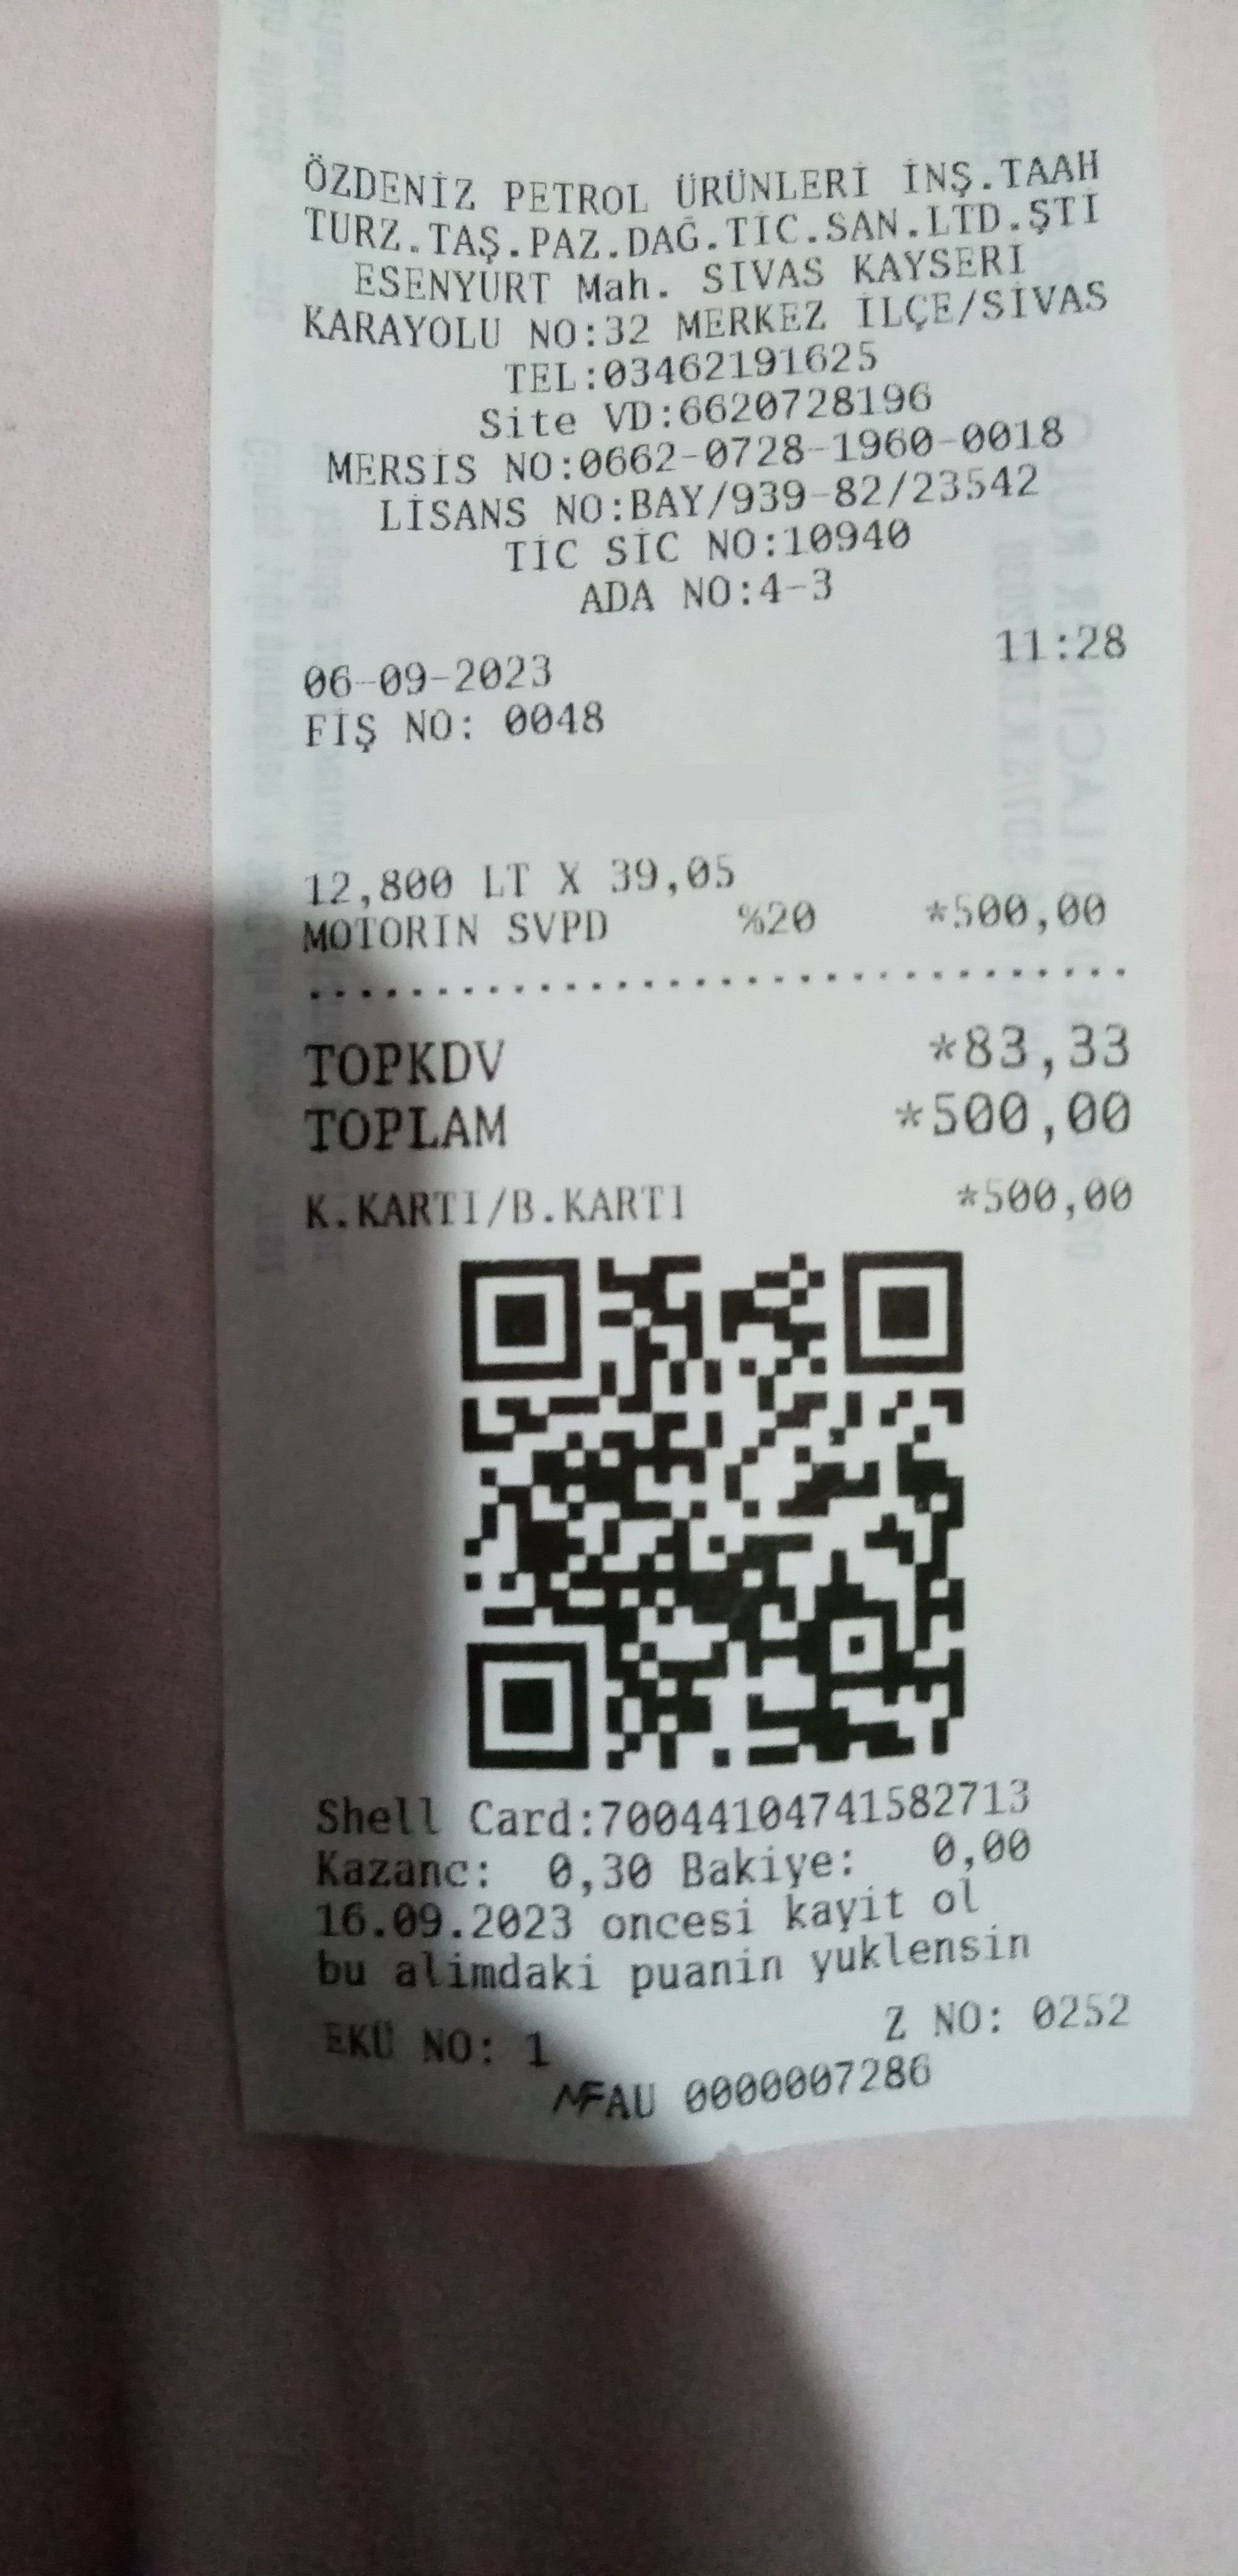 ÖZDENİZ PETROL ÜRÜNLERİ İNŞ.TAAH
TURZ.TAŞ.PAZ.DAĞ.TİC.SAN.LTD.ŞTİ
ESENYURT Mah. SIVAS KAYSERI
KARAYOLU NO:32 MERKEZ İLÇE/SİVAS
TEL:03462191625
Site VD:6620728196
MERSİS NO:0662-0728-1960-0018
LİSANS NO:BAY/939-82/23542
TİC SİC NO:10940
ADA NO:4-3
06-09-2023 11:28
FİŞ NO: 0048
12,800 LT X 39,05
MOTORIN SVPD %20 *500,00
TOPKDV *83,33
TOPLAM *500,00
K.KARTI/B.KARTI *500,00
Shell Card:70044104741582713
Kazanc: 0,30 Bakiye: 0,00
16.09.2023 oncesi kayit ol
bu alimdaki puanin yuklensin
EKÜ NO: 1 Z NO: 0252
MF AU 0000007286